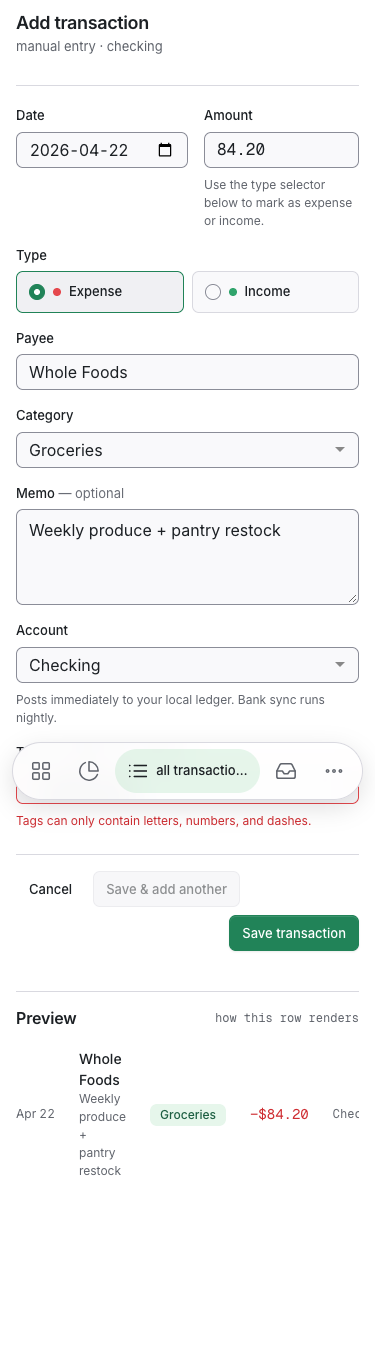 Add transaction
manual entry · checking
Date
Amount
2026-04-22
84.20
Use the type selector
below to mark as expense
or income.
Type
Expense
Income
Payee
Whole Foods
Category
Groceries
Memo — optional
Weekly produce + pantry restock
Account
Checking
Posts immediately to your local ledger. Bank sync runs
nightly.
all transactio...
Tags can only contain letters, numbers, and dashes.
Cancel
Save & add another
Save transaction
Preview
how this row renders
Whole
Foods
Weekly
produce
+
pantry
restock
Apr 22
Groceries
−$84.20